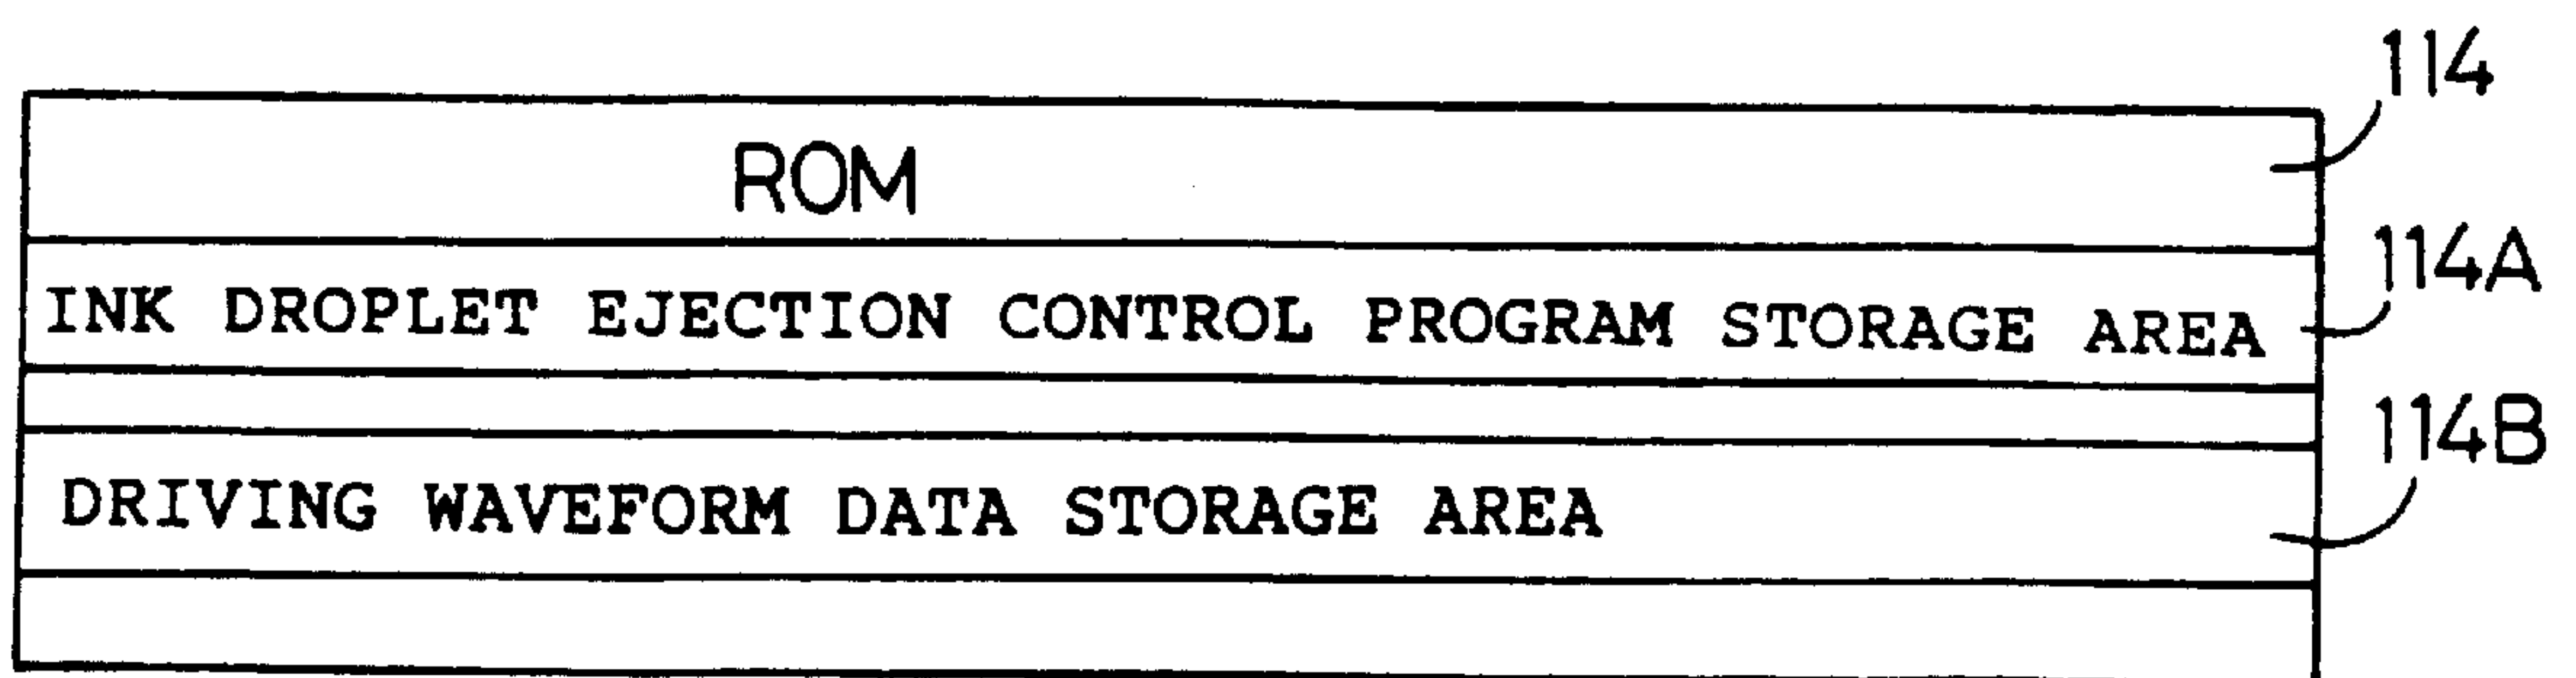 114
ROM
114A
INK DROPLET EJECTION CONTROL PROGRAM STORAGE AREA
114B
DRIVING WAVEFORM DATA STORAGE AREA